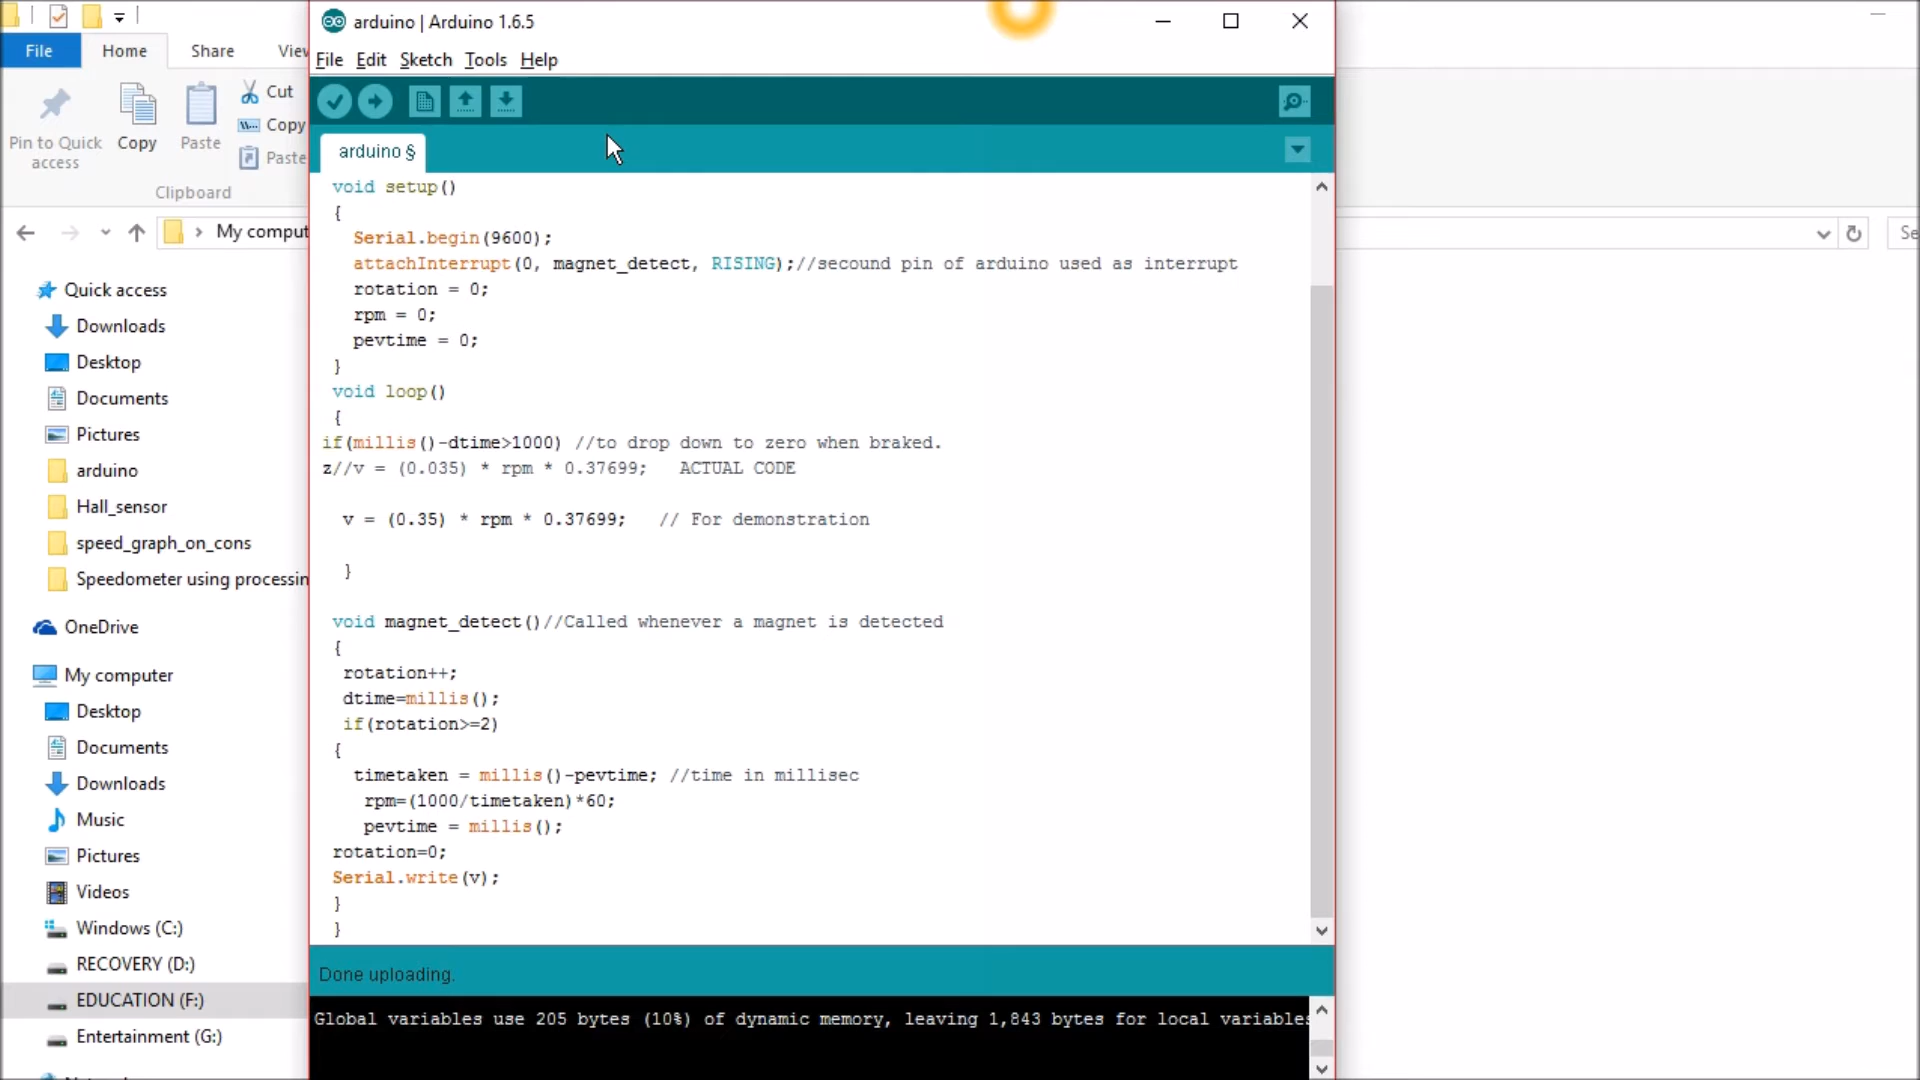 arduino | Arduino 1.6.5
File Home Share View
File Edit Sketch Tools Help
Cut
Copy
Paste
Pin to Quick access
Copy
Paste
Clipboard
arduino §
My comput
Quick access
Downloads
Desktop
Documents
Pictures
arduino
Hall_sensor
speed_graph_on_cons
Speedometer using processin
OneDrive
My computer
Desktop
Documents
Downloads
Music
Pictures
Videos
Windows (C:)
RECOVERY (D:)
EDUCATION (F:)
Entertainment (G:)
void setup()
{
Serial.begin(9600);
attachInterrupt(0, magnet_detect, RISING);//secound pin of arduino used as interrupt
rotation = 0;
rpm = 0;
pevtime = 0;
}
void loop()
{
if(millis()-dtime>1000) //to drop down to zero when braked.
z//v = (0.035) * rpm * 0.37699;   ACTUAL CODE
v = (0.35) * rpm * 0.37699;   // For demonstration
}
void magnet_detect()//Called whenever a magnet is detected
{
rotation++;
dtime=millis();
if(rotation>=2)
{
timetaken = millis()-pevtime; //time in millisec
rpm=(1000/timetaken)*60;
pevtime = millis();
rotation=0;
Serial.write(v);
}
}
Done uploading.
Global variables use 205 bytes (10%) of dynamic memory, leaving 1,843 bytes for local variables
Se